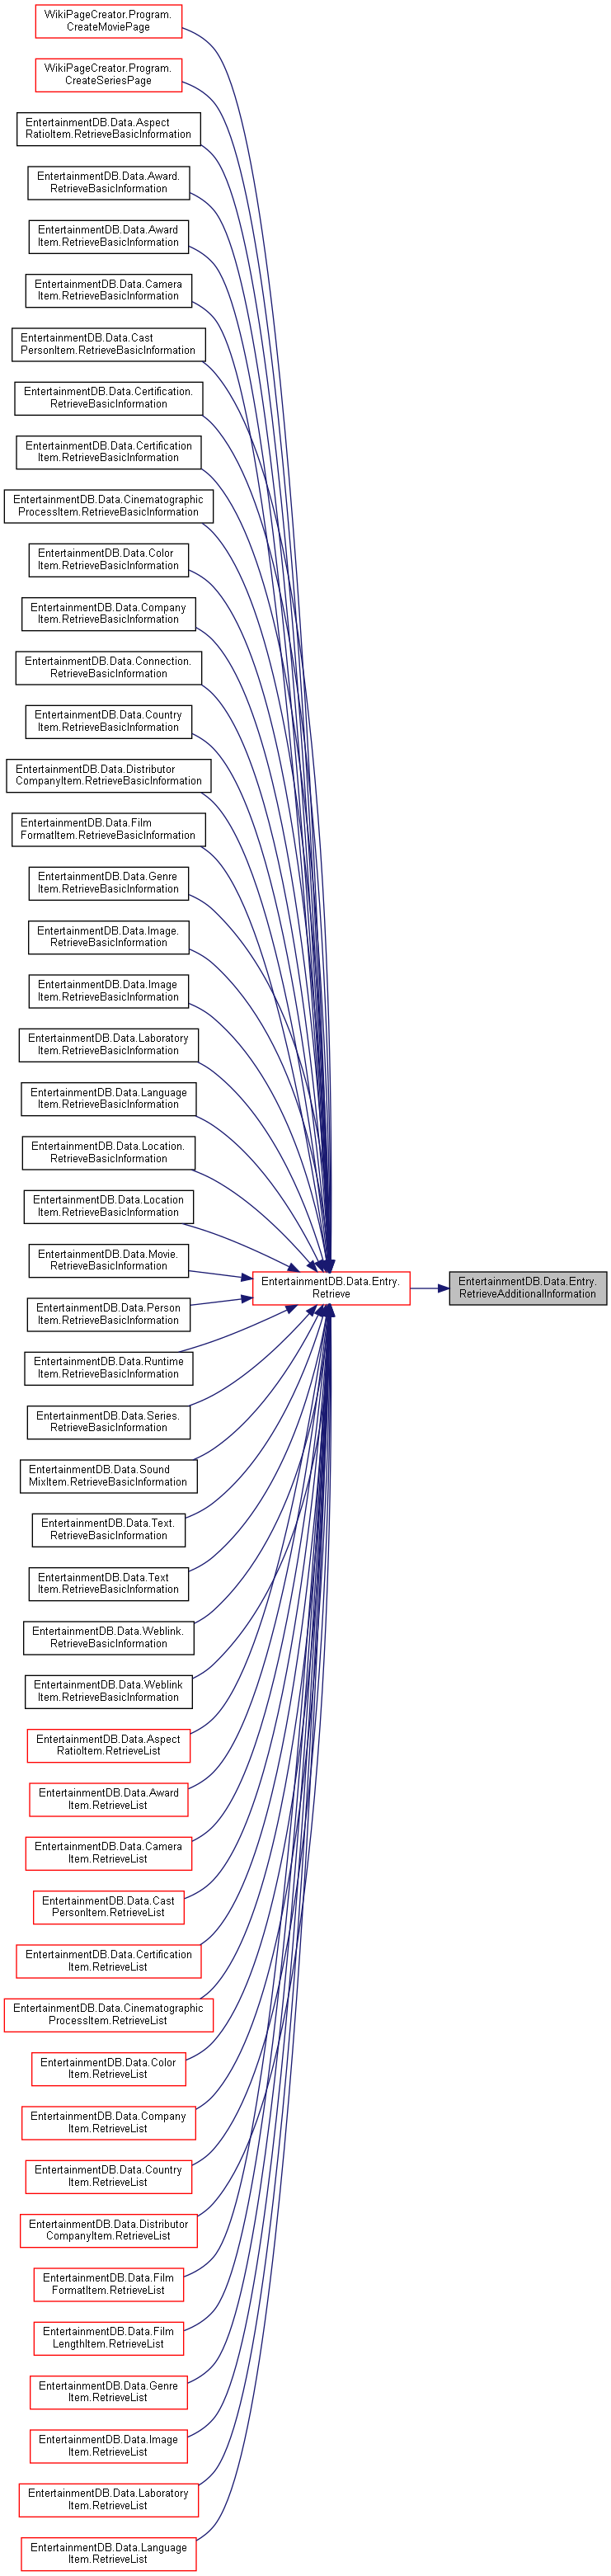 WikiPageCreator.Program.
CreateMoviePage
WikiPageCreator.Program.
CreateSeriesPage
EntertainmentDB.Data.Aspect
RatioItem.RetrieveBasicInformation
EntertainmentDB.Data.Award.
RetrieveBasicInformation
EntertainmentDB.Data.Award
Item.RetrieveBasicInformation
EntertainmentDB.Data.Camera
Item.RetrieveBasicInformation
EntertainmentDB.Data.Cast
PersonItem.RetrieveBasicInformation
EntertainmentDB.Data.Certification.
RetrieveBasicInformation
EntertainmentDB.Data.Certification
Item.RetrieveBasicInformation
EntertainmentDB.Data.Cinematographic
ProcessItem.RetrieveBasicInformation
EntertainmentDB.Data.Color
Item.RetrieveBasicInformation
EntertainmentDB.Data.Company
Item.RetrieveBasicInformation
EntertainmentDB.Data.Connection.
RetrieveBasicInformation
EntertainmentDB.Data.Country
Item.RetrieveBasicInformation
EntertainmentDB.Data.Distributor
CompanyItem.RetrieveBasicInformation
EntertainmentDB.Data.Film
FormatItem.RetrieveBasicInformation
EntertainmentDB.Data.Genre
Item.RetrieveBasicInformation
EntertainmentDB.Data.Image.
RetrieveBasicInformation
EntertainmentDB.Data.Image
Item.RetrieveBasicInformation
EntertainmentDB.Data.Laboratory
Item.RetrieveBasicInformation
EntertainmentDB.Data.Language
Item.RetrieveBasicInformation
EntertainmentDB.Data.Location.
RetrieveBasicInformation
EntertainmentDB.Data.Location
Item.RetrieveBasicInformation
EntertainmentDB.Data.Movie.
RetrieveBasicInformation
EntertainmentDB.Data.Entry.
Retrieve
EntertainmentDB.Data.Entry.
RetrieveAdditionalInformation
EntertainmentDB.Data.Person
Item.RetrieveBasicInformation
EntertainmentDB.Data.Runtime
Item.RetrieveBasicInformation
EntertainmentDB.Data.Series.
RetrieveBasicInformation
EntertainmentDB.Data.Sound
MixItem.RetrieveBasicInformation
EntertainmentDB.Data.Text.
RetrieveBasicInformation
EntertainmentDB.Data.Text
Item.RetrieveBasicInformation
EntertainmentDB.Data.Weblink.
RetrieveBasicInformation
EntertainmentDB.Data.Weblink
Item.RetrieveBasicInformation
EntertainmentDB.Data.Aspect
RatioItem.RetrieveList
EntertainmentDB.Data.Award
Item.RetrieveList
EntertainmentDB.Data.Camera
Item.RetrieveList
EntertainmentDB.Data.Cast
PersonItem.RetrieveList
EntertainmentDB.Data.Certification
Item.RetrieveList
EntertainmentDB.Data.Cinematographic
ProcessItem.RetrieveList
EntertainmentDB.Data.Color
Item.RetrieveList
EntertainmentDB.Data.Company
Item.RetrieveList
EntertainmentDB.Data.Country
Item.RetrieveList
EntertainmentDB.Data.Distributor
CompanyItem.RetrieveList
EntertainmentDB.Data.Film
FormatItem.RetrieveList
EntertainmentDB.Data.Film
LengthItem.RetrieveList
EntertainmentDB.Data.Genre
Item.RetrieveList
EntertainmentDB.Data.Image
Item.RetrieveList
EntertainmentDB.Data.Laboratory
Item.RetrieveList
EntertainmentDB.Data.Language
Item.RetrieveList